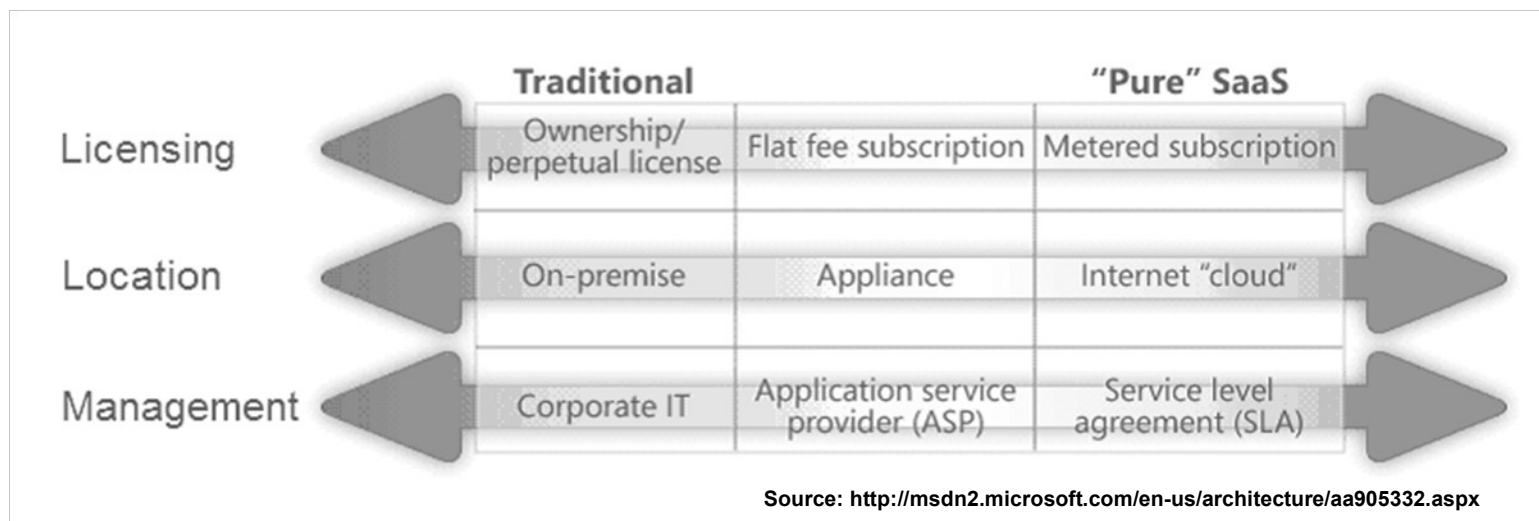 Traditional
“Pure” SaaS
Licensing
Ownership/
perpetual license
Flat fee subscription
Metered subscription
Location
On-premise
Appliance
Internet “cloud”
Management
Corporate IT
Application service
provider (ASP)
Service level
agreement (SLA)
Source: http://msdn2.microsoft.com/en-us/architecture/aa905332.aspx